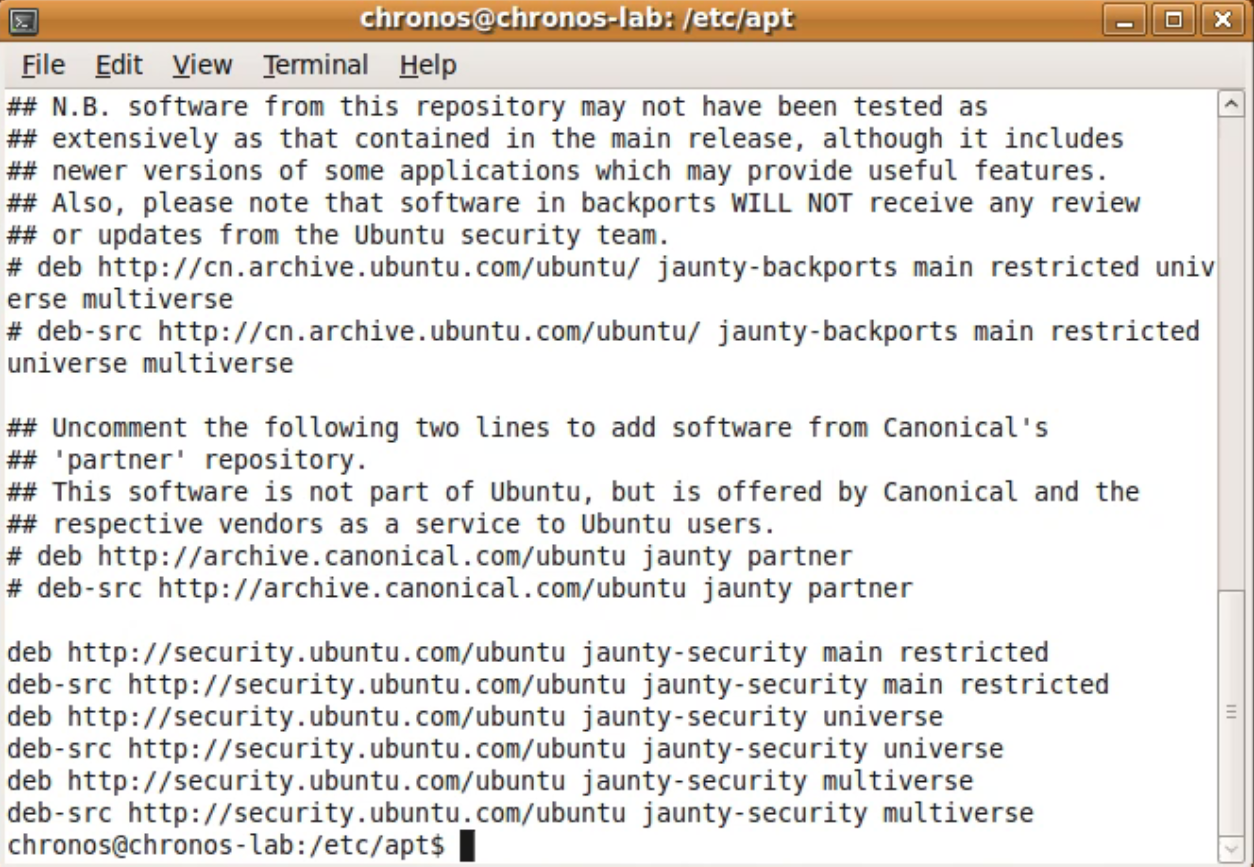 chronos@chronos-lab: /etc/apt
File Edit View Terminal Help
## N.B. software from this repository may not have been tested as
## extensively as that contained in the main release, although it includes
## newer versions of some applications which may provide useful features.
## Also, please note that software in backports WILL NOT receive any review
## or updates from the Ubuntu security team.
# deb http://cn.archive.ubuntu.com/ubuntu/ jaunty-backports main restricted univ
erse multiverse
# deb-src http://cn.archive.ubuntu.com/ubuntu/ jaunty-backports main restricted
universe multiverse
## Uncomment the following two lines to add software from Canonical's
## 'partner' repository.
## This software is not part of Ubuntu, but is offered by Canonical and the
## respective vendors as a service to Ubuntu users.
# deb http://archive.canonical.com/ubuntu jaunty partner
# deb-src http://archive.canonical.com/ubuntu jaunty partner
deb http://security.ubuntu.com/ubuntu jaunty-security main restricted
deb-src http://security.ubuntu.com/ubuntu jaunty-security main restricted
deb http://security.ubuntu.com/ubuntu jaunty-security universe
deb-src http://security.ubuntu.com/ubuntu jaunty-security universe
deb http://security.ubuntu.com/ubuntu jaunty-security multiverse
deb-src http://security.ubuntu.com/ubuntu jaunty-security multiverse
chronos@chronos-lab:/etc/apt$